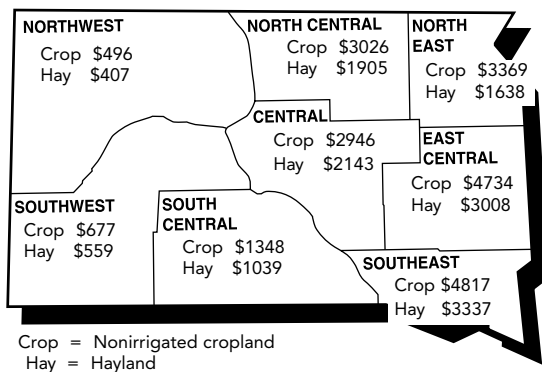 NORTHWEST
Crop $496
Hay $407
NORTH CENTRAL
Crop $3026
Hay $1905
NORTH
EAST
Crop $3369
Hay $1638
CENTRAL
Crop $2946
Hay $2143
EAST
CENTRAL
Crop $4734
Hay $3008
SOUTHWEST
Crop $677
Hay $559
SOUTH
CENTRAL
Crop $1348
Hay $1039
SOUTHEAST
Crop $4817
Hay $3337
Crop = Nonirrigated cropland
Hay = Hayland